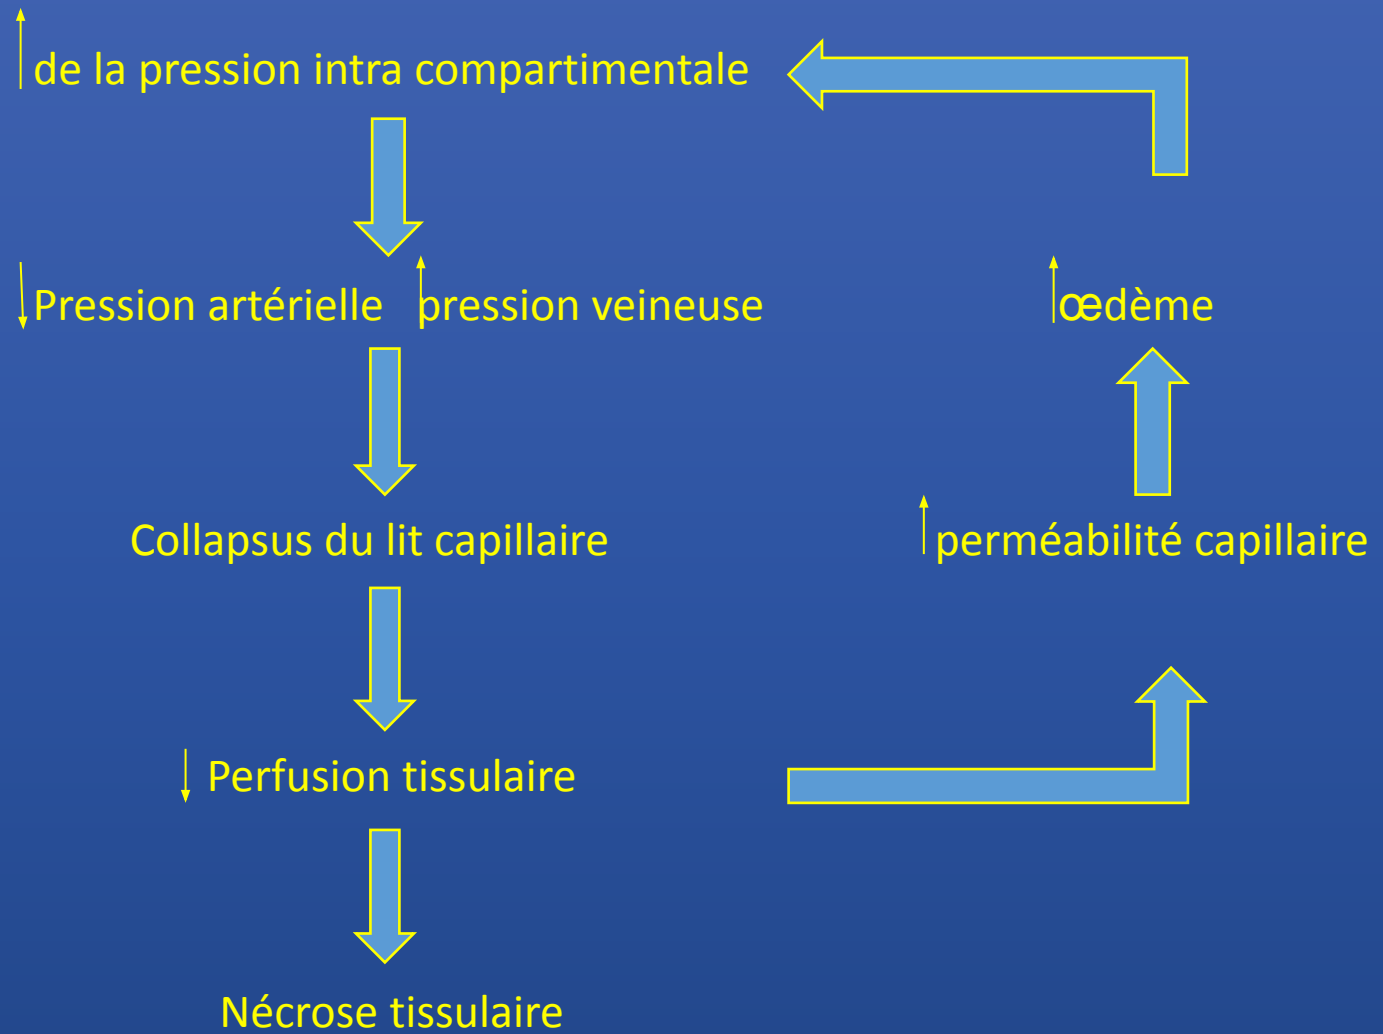 de la pression intra compartimentale
Pression artérielle pression veineuse
œdème
Collapsus du lit capillaire
perméabilité capillaire
Perfusion tissulaire
Nécrose tissulaire